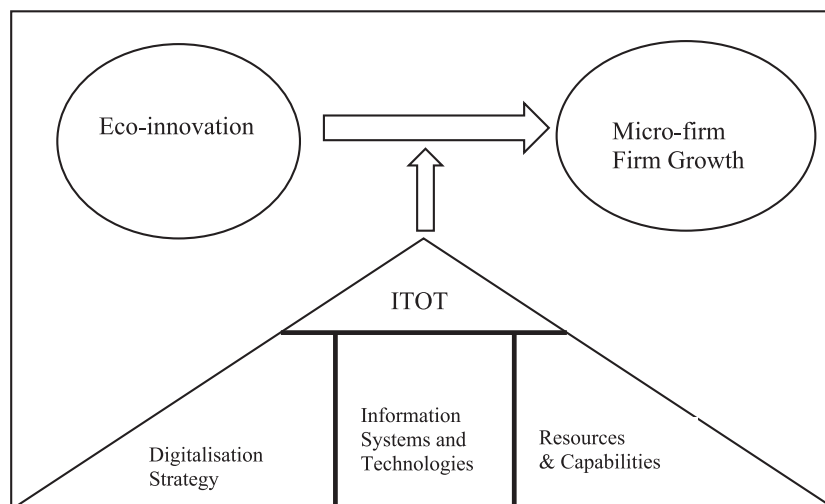 Eco-innovation
Micro-firm
Firm Growth
ITOT
Digitalisation
Strategy
Information
Systems and
Technologies
Resources
& Capabilities